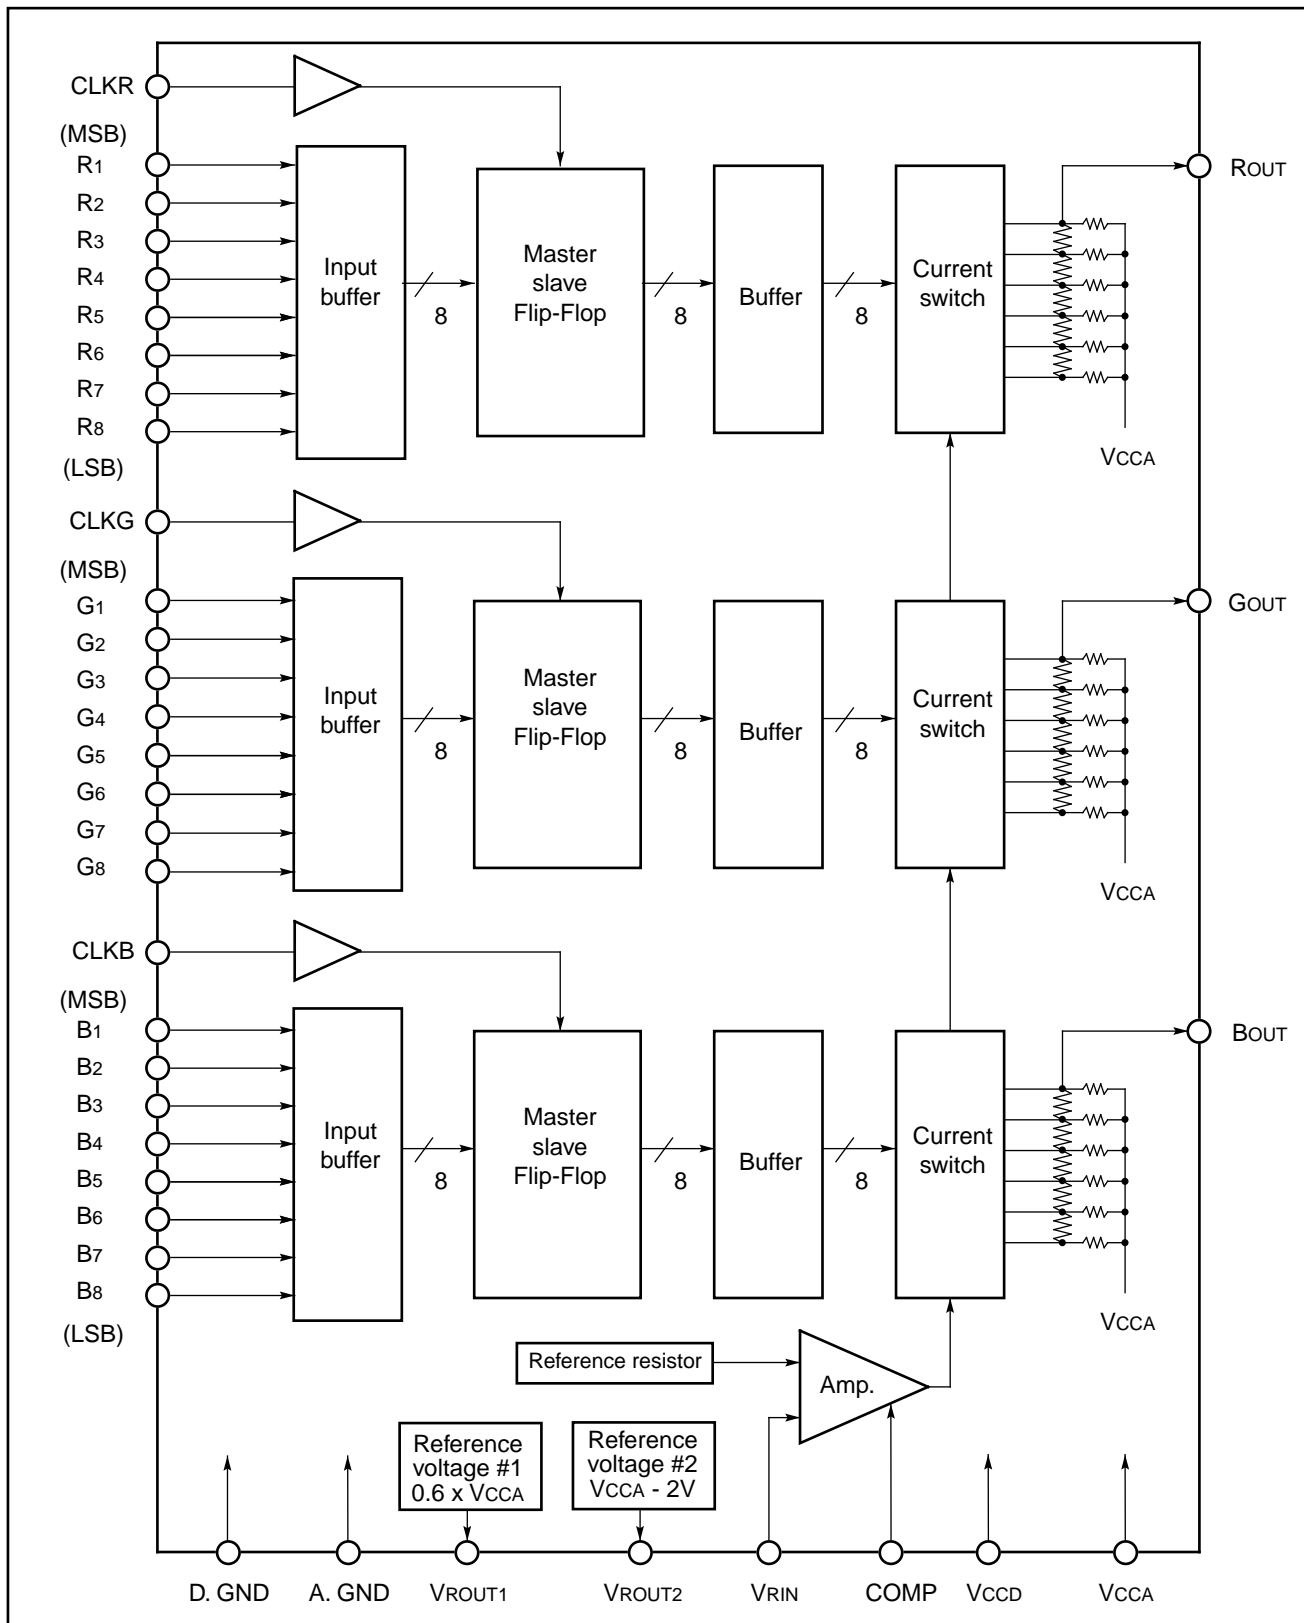 CLKR
(MSB)
R1
R2
R3
R4
R5
R6
R7
R8
(LSB)
Input
buffer
8
Master
slave
Flip-Flop
8
Buffer
8
Current
switch
ROUT
VCCA
CLKG
(MSB)
G1
G2
G3
G4
G5
G6
G7
G8
Input
buffer
8
Master
slave
Flip-Flop
8
Buffer
8
Current
switch
GOUT
VCCA
CLKB
(MSB)
B1
B2
B3
B4
B5
B6
B7
B8
(LSB)
Input
buffer
8
Master
slave
Flip-Flop
8
Buffer
8
Current
switch
BOUT
VCCA
Reference resistor
Amp.
Reference
voltage #1
0.6 x VCCA
Reference
voltage #2
VCCA - 2V
D. GND
A. GND
VROUT1
VROUT2
VRIN
COMP
VCCD
VCCA